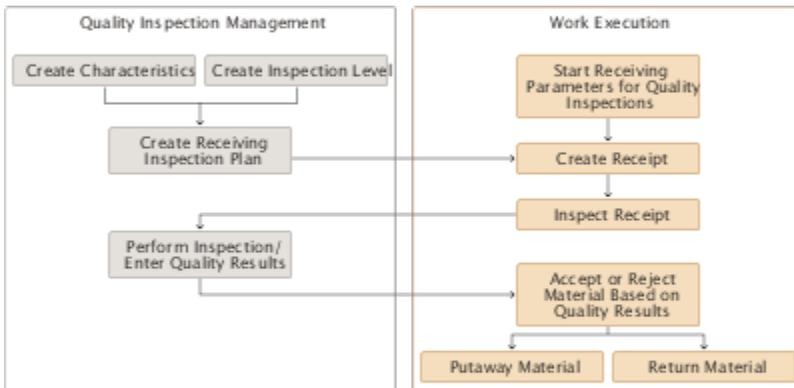 Quality Inspection Management
Work Execution
Create Characteristics
Create Inspection Level
Start Receiving
Parameters for Quality
Inspections
Create Receiving
Inspection Plan
Create Receipt
Inspect Receipt
Perform Inspection/
Enter Quality Results
Accept or Reject
Material Based on
Quality Results
Putaway Material
Return Material